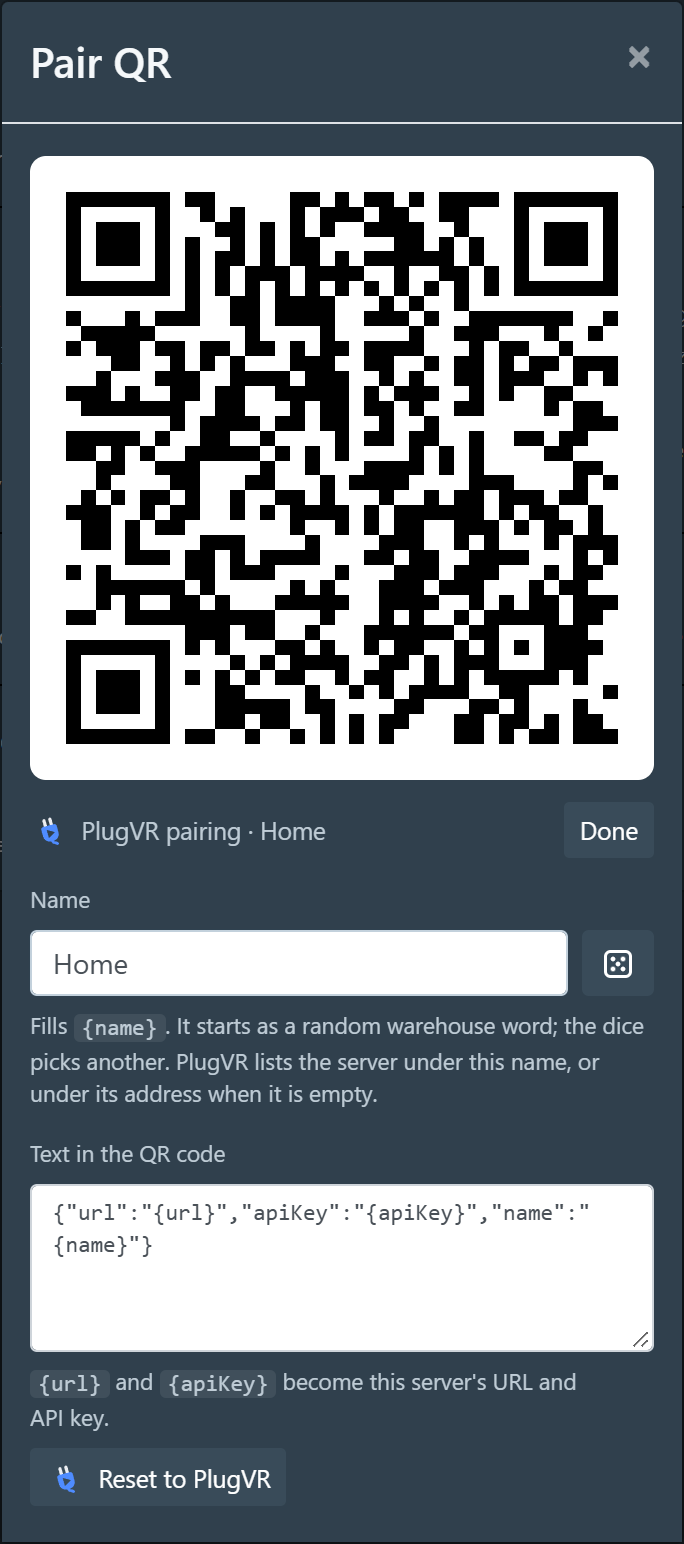 Pair QR
PlugVR pairing · Home
Done
Name
Home
Fills {name}. It starts as a random warehouse word; the dice
picks another. PlugVR lists the server under this name, or
under its address when it is empty.
Text in the QR code
{"url":"{url}","apiKey":"{apiKey}","name":"
{name}"}
{url} and {apiKey} become this server's URL and
API key.
Reset to PlugVR